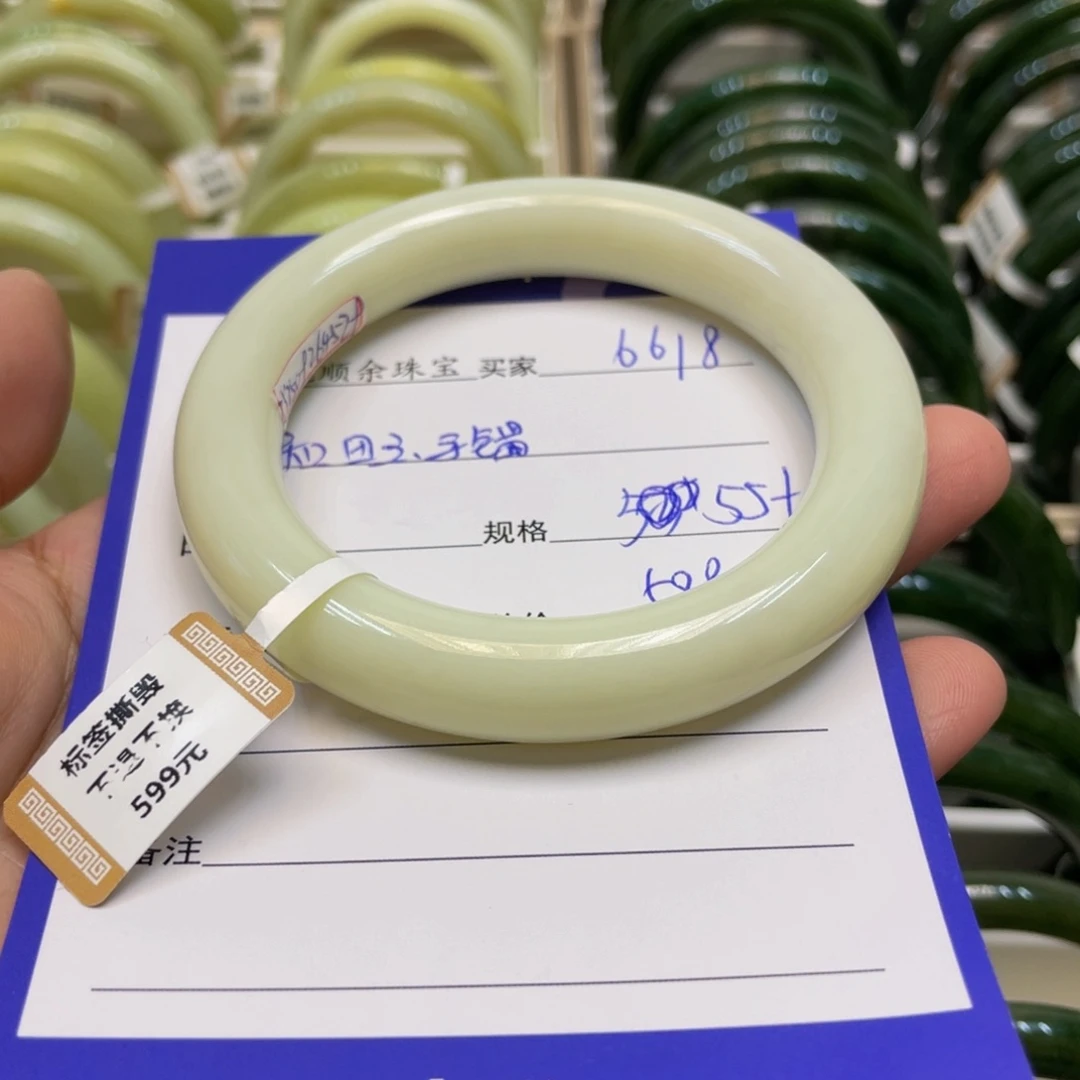 顺余珠宝 买家 6618
和田玉手镯
规格 55+
标签撕毁
不退不换
599元
备注